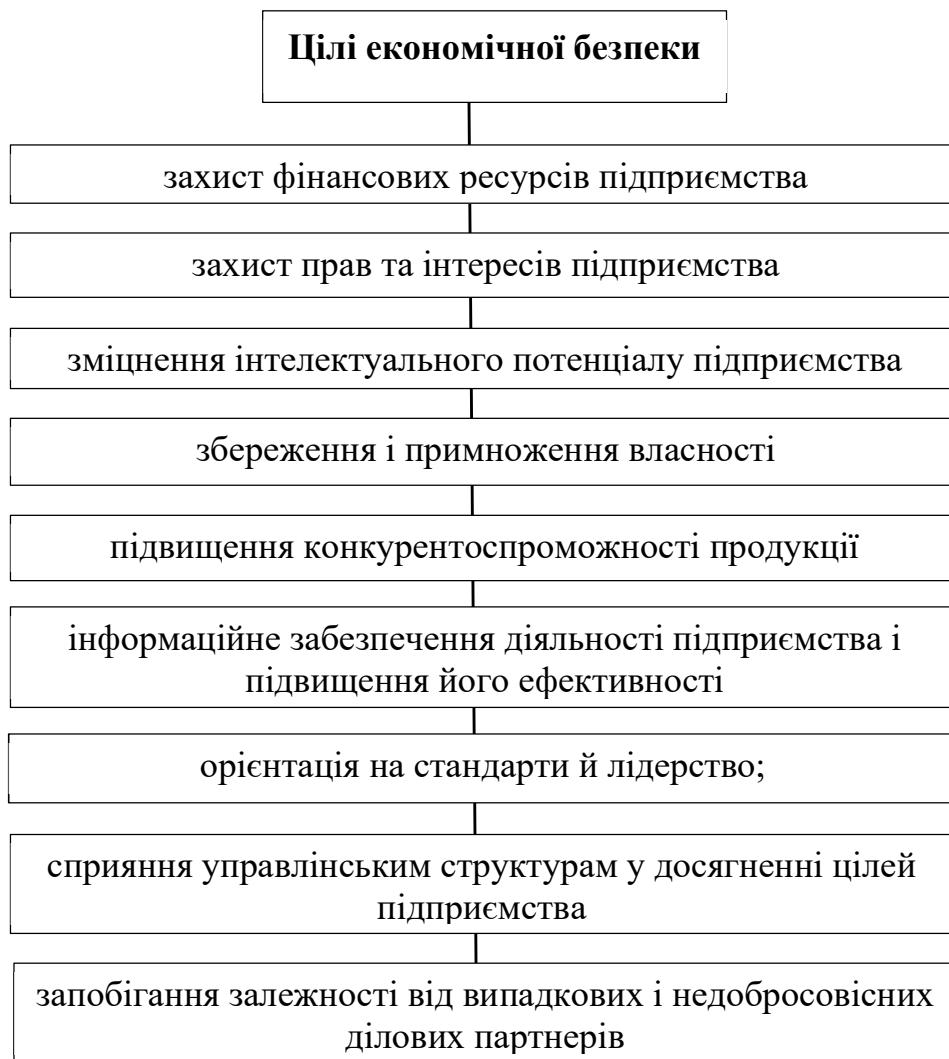 Цілі економічної безпеки
захист фінансових ресурсів підприємства
захист прав та інтересів підприємства
зміцнення інтелектуального потенціалу підприємства
збереження і примноження власності
підвищення конкурентоспроможності продукції
інформаційне забезпечення діяльності підприємства і
підвищення його ефективності
орієнтація на стандарти й лідерство;
сприяння управлінським структурам у досягненні цілей
підприємства
запобігання залежності від випадкових і недобросовісних
ділових партнерів